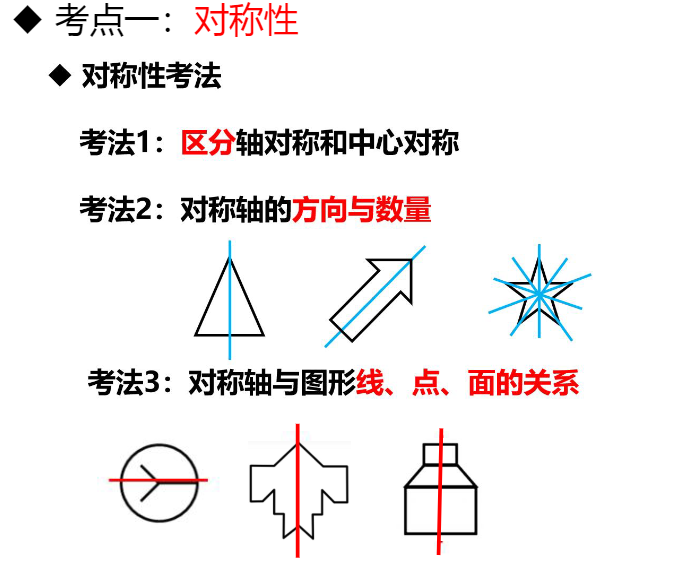 ◆ 考点一：对称性
◆ 对称性考法
考法1：区分轴对称和中心对称
考法2：对称轴的方向与数量
考法3：对称轴与图形线、点、面的关系